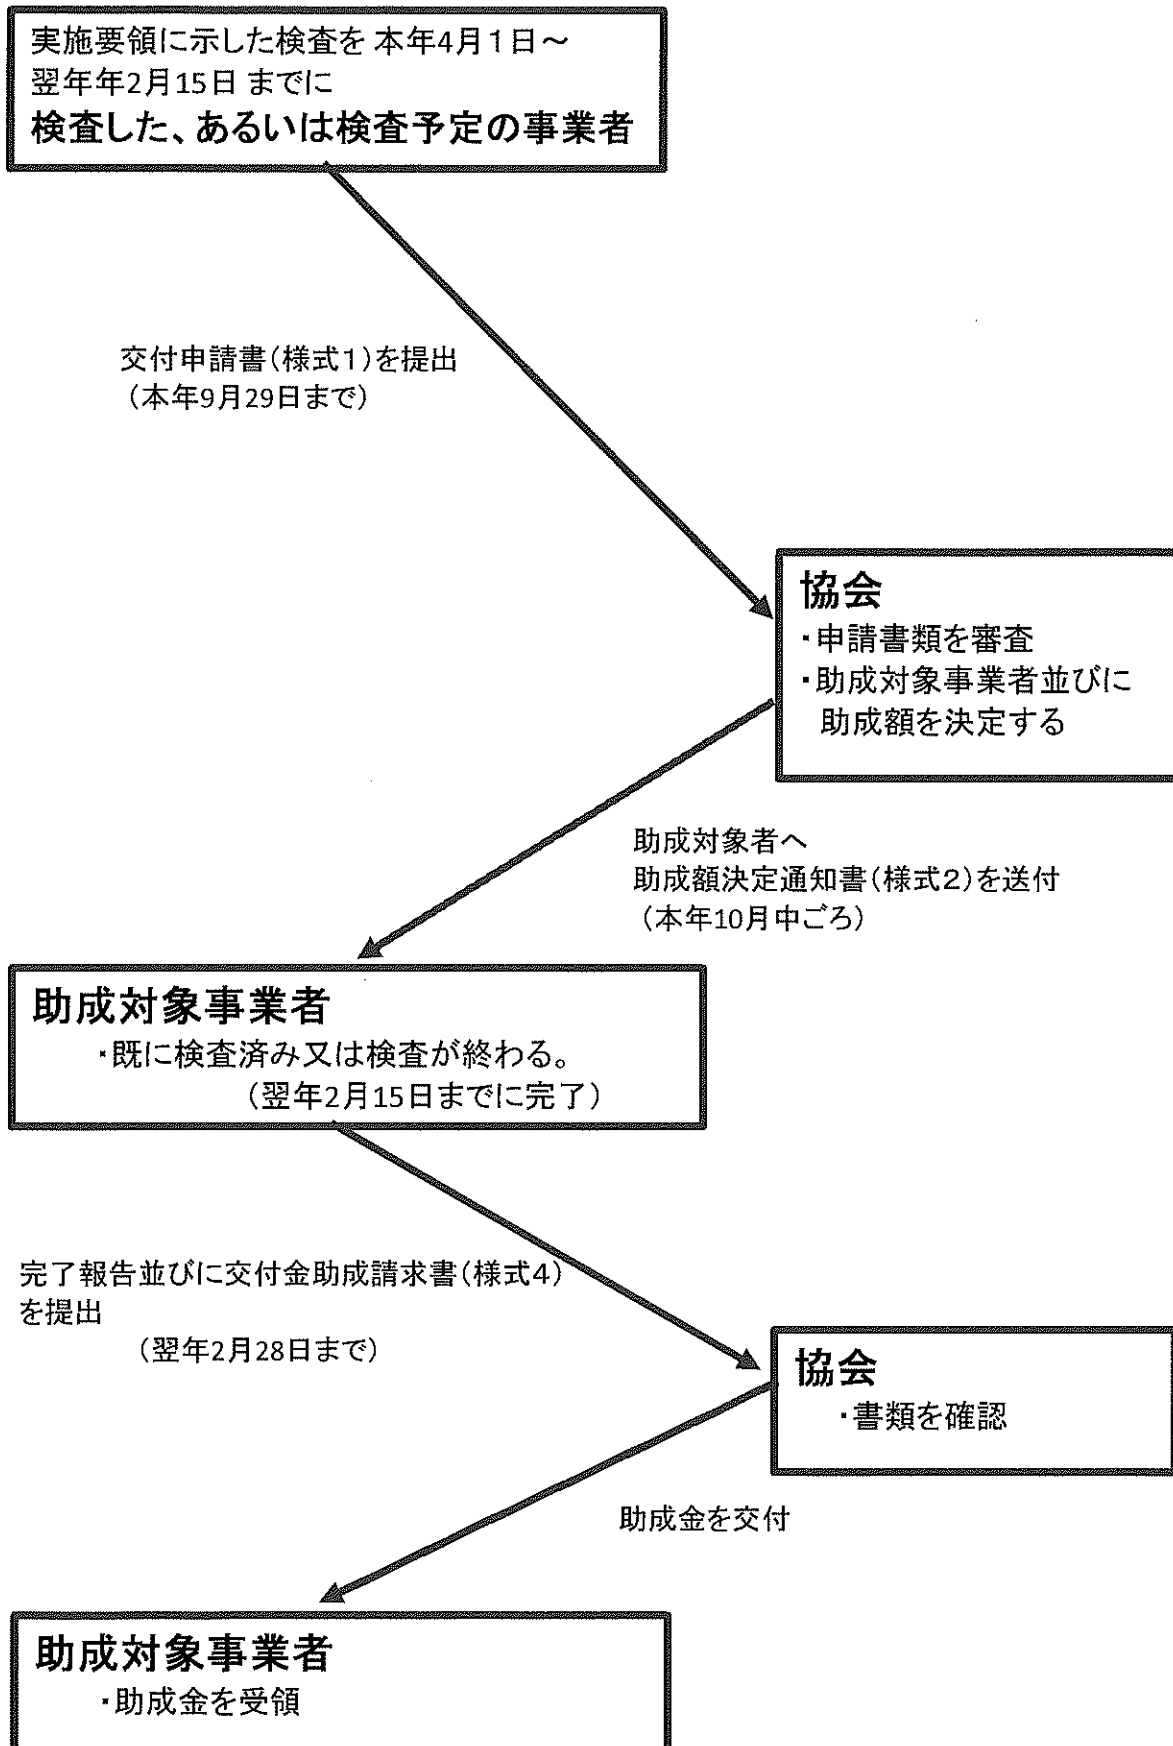 実施要領に示した検査を 本年4月１日～
翌年年2月15日 までに
検査した、あるいは検査予定の事業者
交付申請書（様式１）を提出
（本年9月29日まで）
協会
・申請書類を審査
・助成対象事業者並びに
助成額を決定する
助成対象者へ
助成額決定通知書（様式２）を送付
（本年10月中ごろ）
助成対象事業者
・既に検査済み又は検査が終わる。
（翌年2月15日までに完了）
完了報告並びに交付金助成請求書（様式４）
を提出
（翌年2月28日まで）
協会
・書類を確認
助成金を交付
助成対象事業者
・助成金を受領